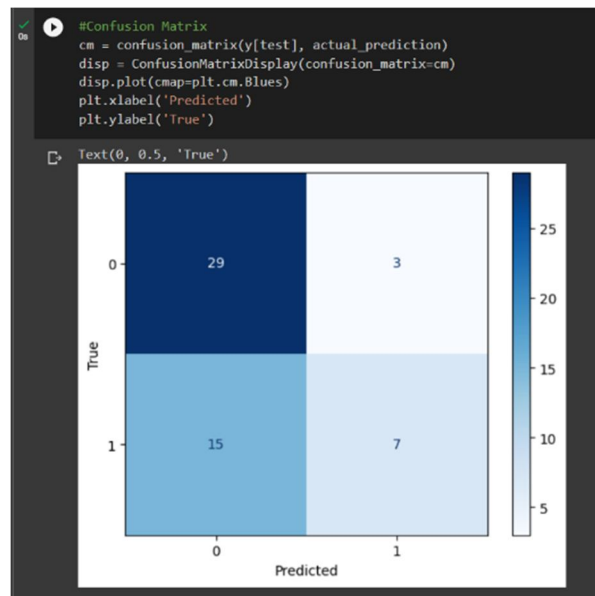 0s
#Confusion Matrix
cm = confusion_matrix(y[test], actual_prediction)
disp = ConfusionMatrixDisplay(confusion_matrix=cm)
disp.plot(cmap=plt.cm.Blues)
plt.xlabel('Predicted')
plt.ylabel('True')
Text(0, 0.5, 'True')
0
29
3
1
15
7
True
0
1
Predicted
25
20
15
10
5